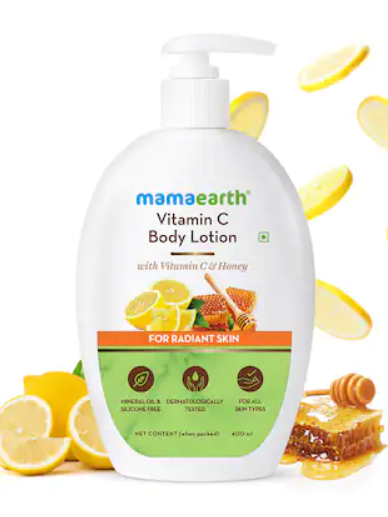 mamaearth®
Vitamin C
Body Lotion
with Vitamin C & Honey
FOR RADIANT SKIN
MINERAL OIL & SILICONE FREE
DERMATOLOGICALLY TESTED
FOR ALL SKIN TYPES
NET CONTENT (when packed) 400 ml